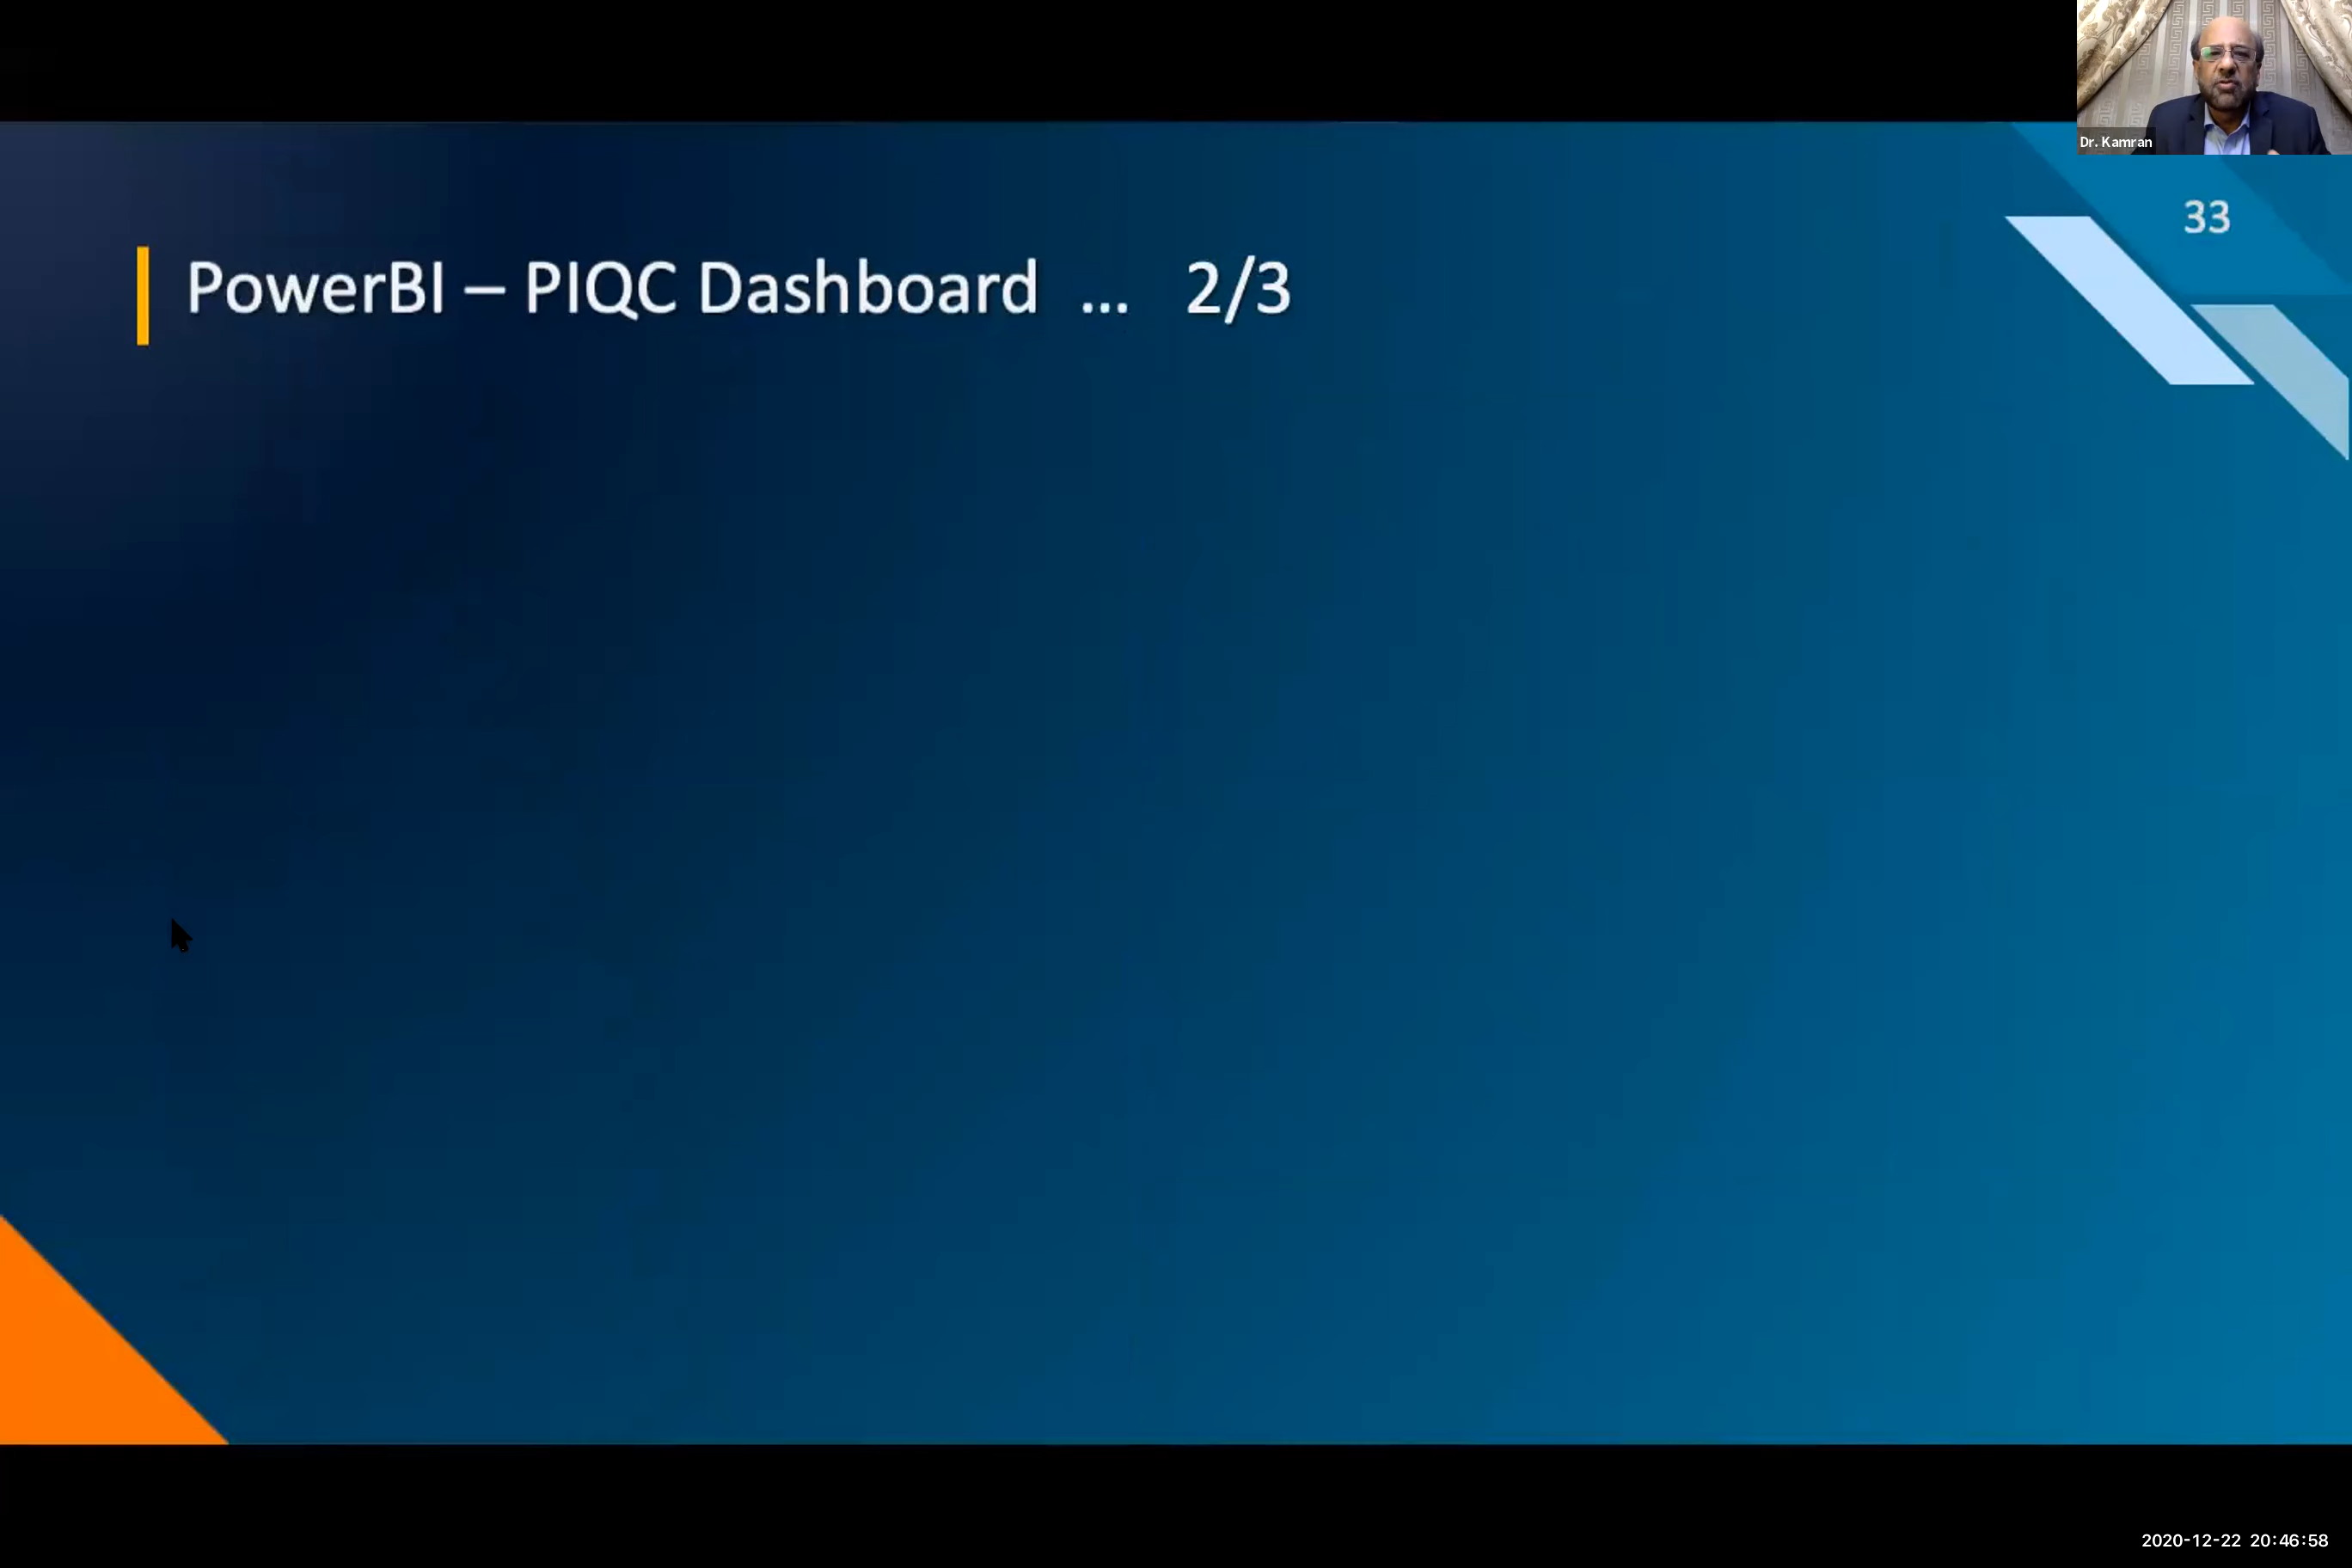 Dr. Kamran
33
PowerBI – PIQC Dashboard ... 2/3
2020-12-22 20:46:58